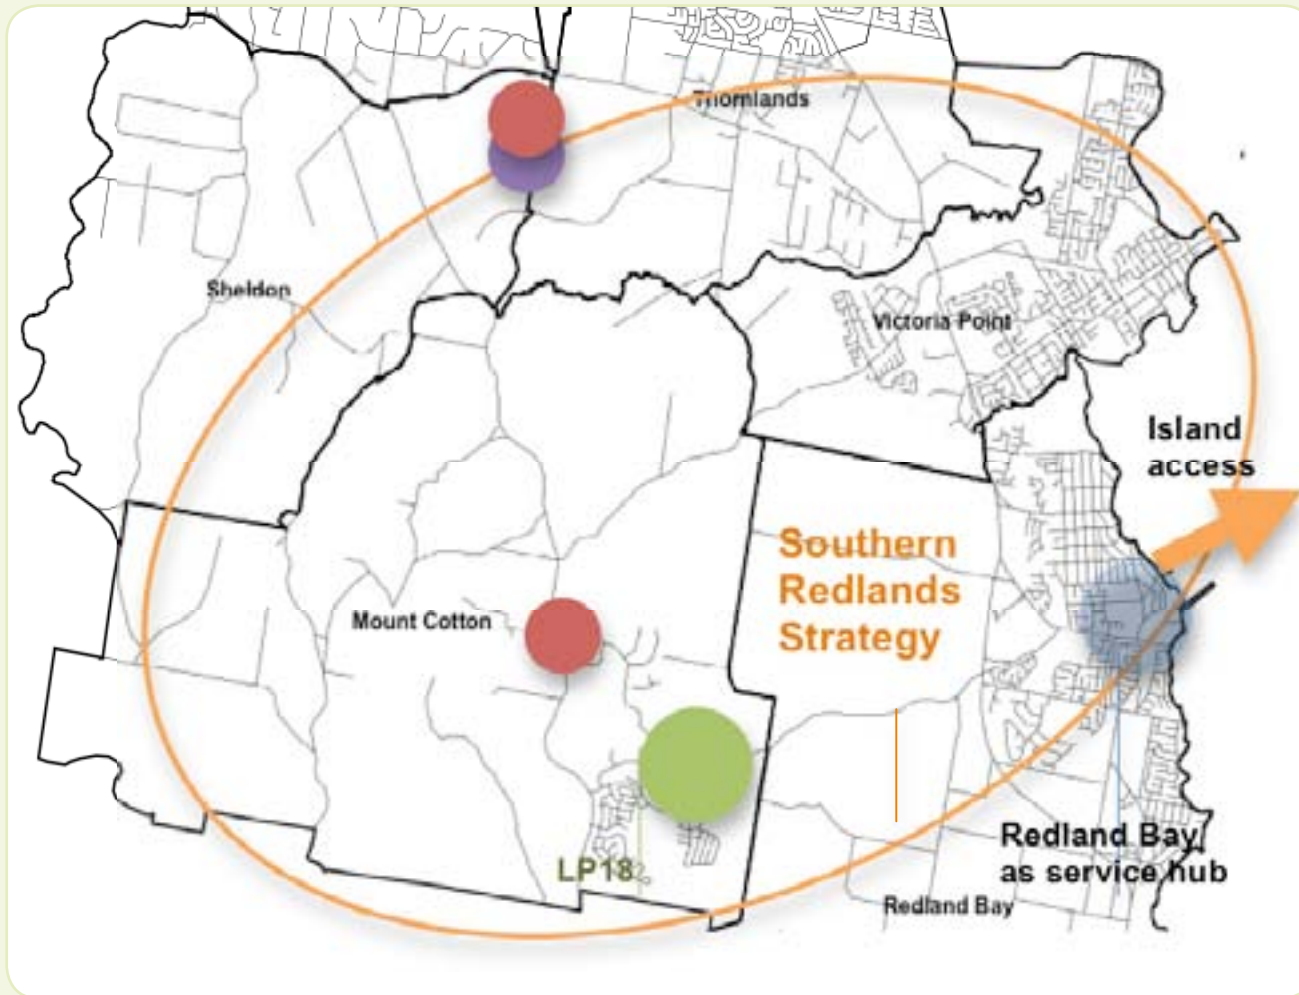 Thornlands
Sheldon
Victoria Point
Island
access
Southern
Redlands
Strategy
Mount Cotton
LP18
Redland Bay
as service hub
Redland Bay